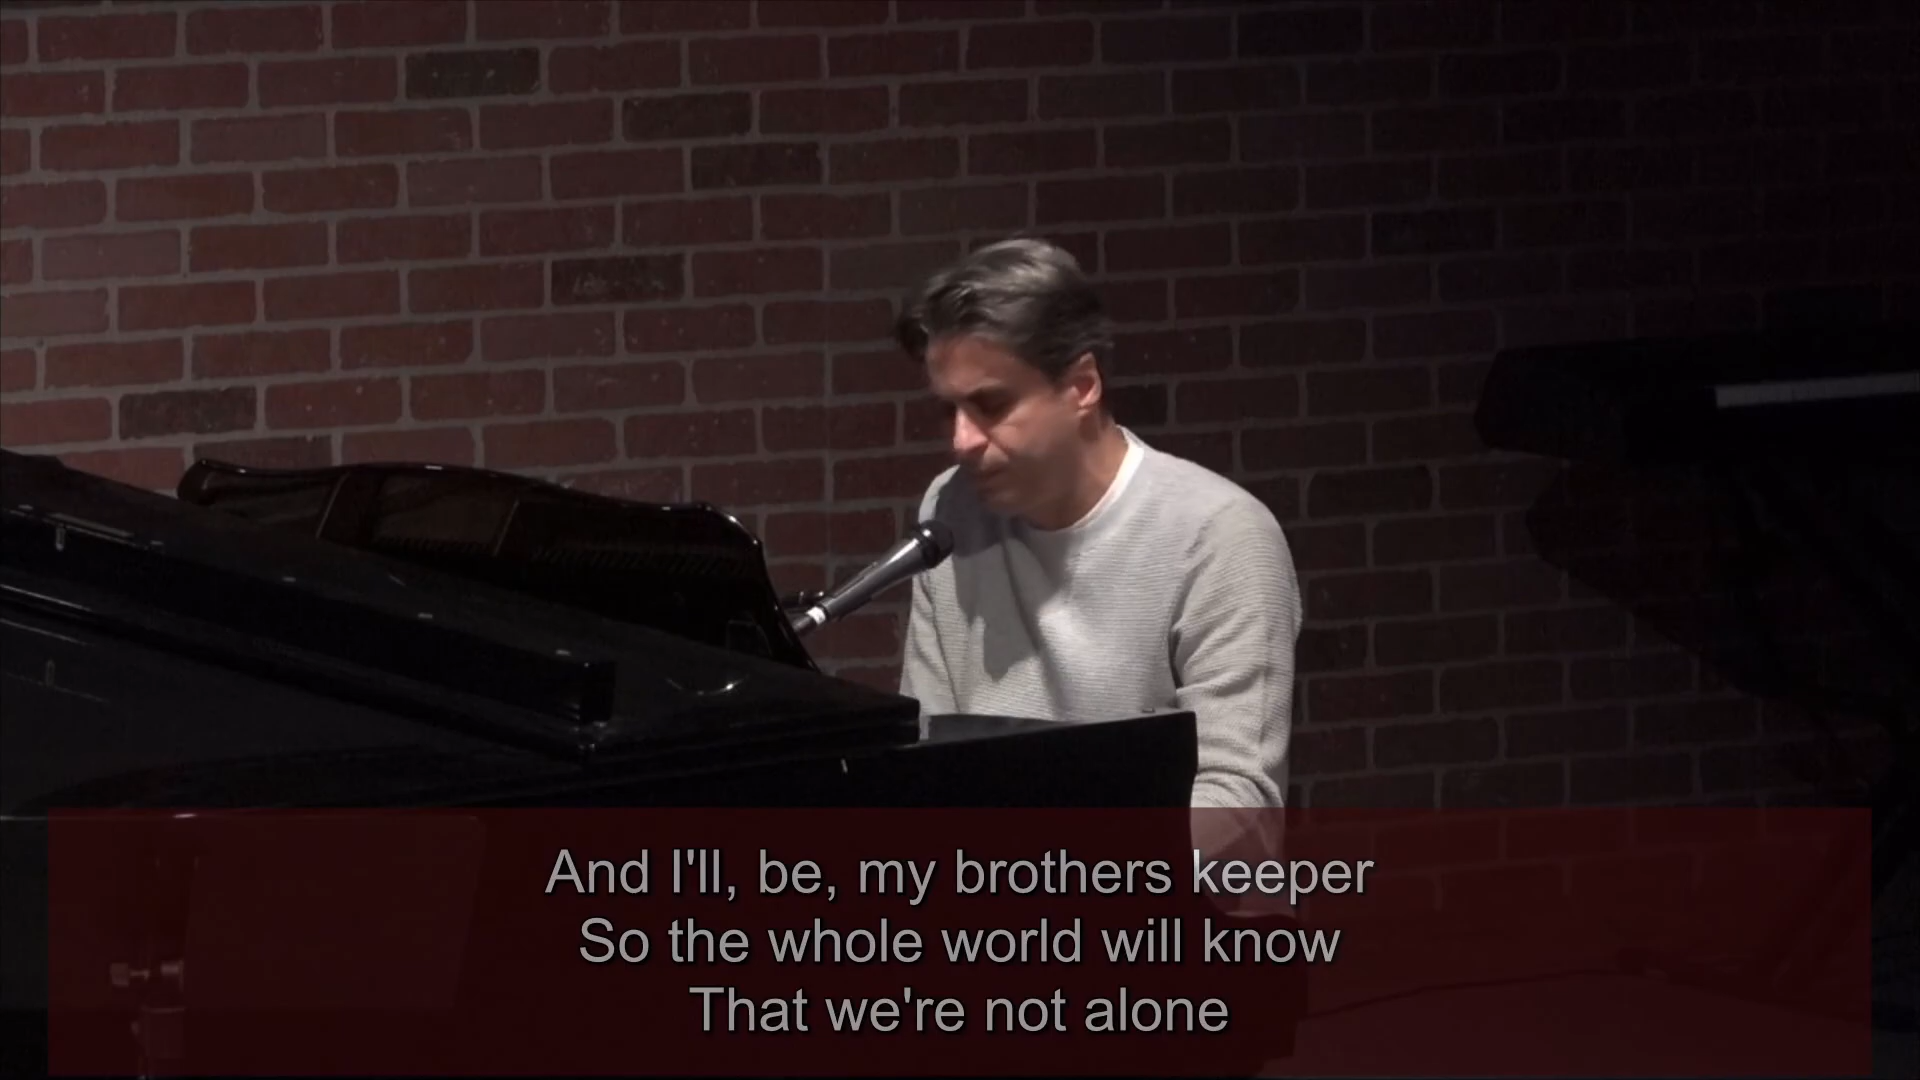 And I'll, be, my brothers keeper
So the whole world will know
That we're not alone